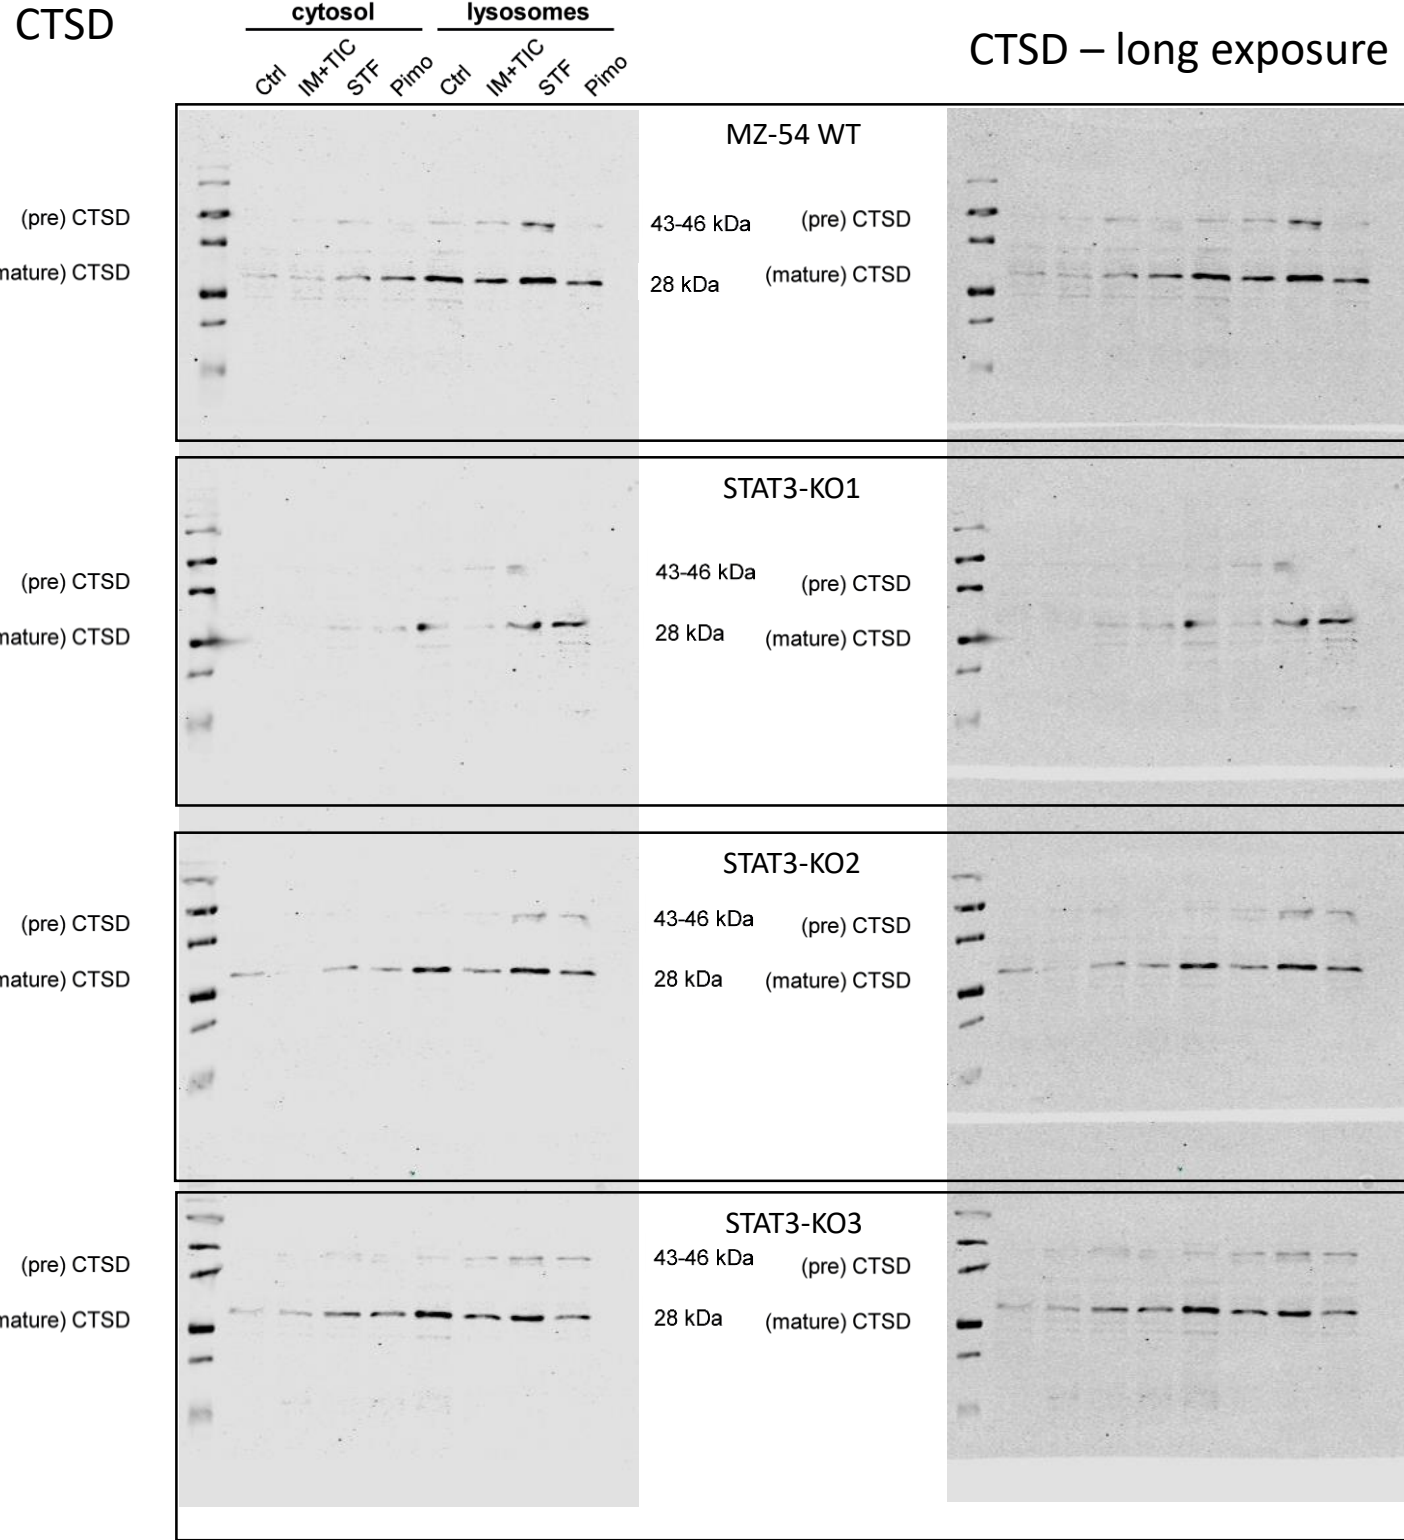 CTSD
cytosol lysosomes
CTSD – long exposure
Ctrl IM+TIC STF Pimo Ctrl IM+TIC STF Pimo
MZ-54 WT
(pre) CTSD 43-46 kDa (pre) CTSD
mature) CTSD 28 kDa (mature) CTSD
STAT3-KO1
(pre) CTSD 43-46 kDa (pre) CTSD
mature) CTSD 28 kDa (mature) CTSD
STAT3-KO2
(pre) CTSD 43-46 kDa (pre) CTSD
mature) CTSD 28 kDa (mature) CTSD
STAT3-KO3
(pre) CTSD 43-46 kDa (pre) CTSD
mature) CTSD 28 kDa (mature) CTSD